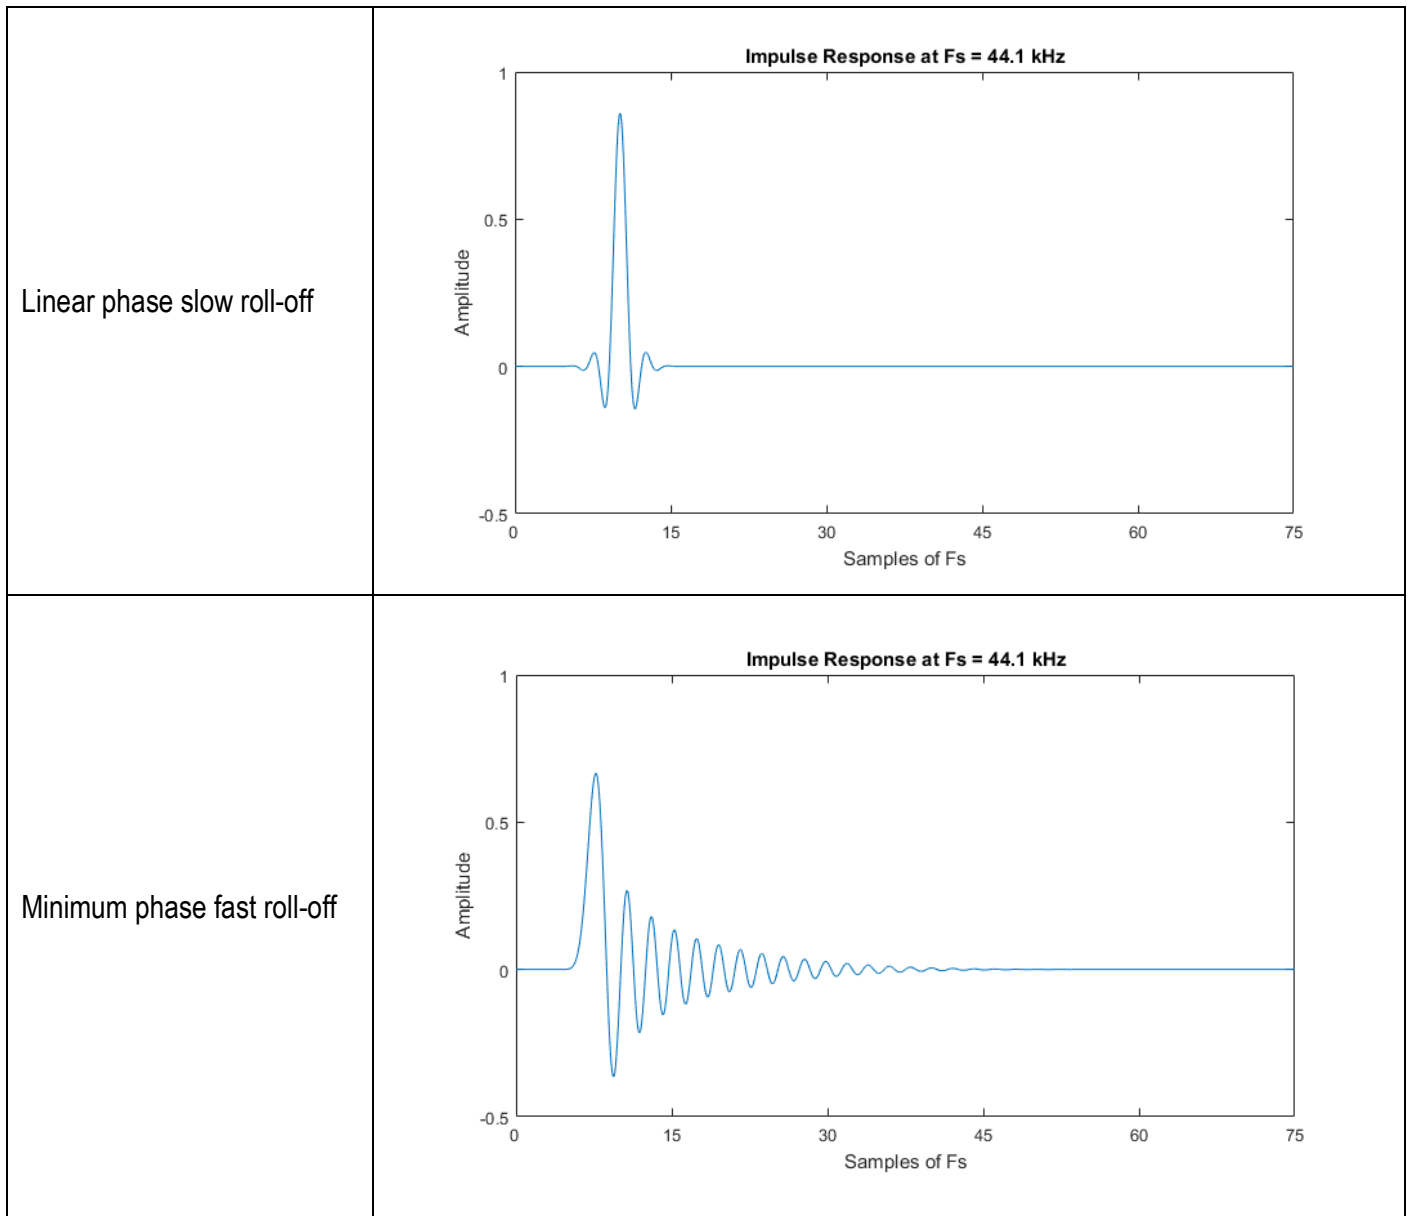 Linear phase slow roll-off
Impulse Response at Fs = 44.1 kHz
1
0.5
0
-0.5
Amplitude
0 15 30 45 60 75
Samples of Fs
Minimum phase fast roll-off
Impulse Response at Fs = 44.1 kHz
1
0.5
0
-0.5
Amplitude
0 15 30 45 60 75
Samples of Fs